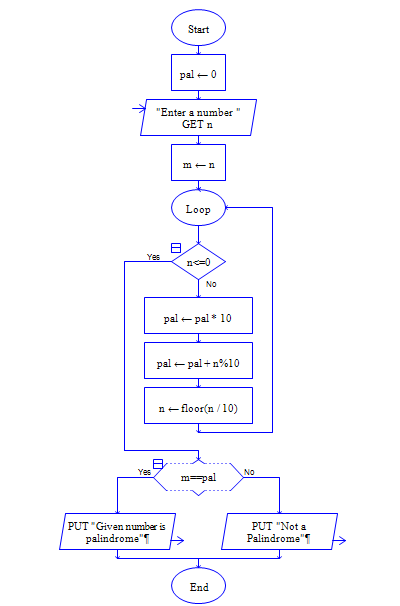 Start
pal ← 0
"Enter a number "
GET n
m ← n
Loop
Yes
n<=0
No
pal ← pal * 10
pal ← pal + n%10
n ← floor(n / 10)
Yes
m==pal
No
PUT "Given number is
palindrome"¶
PUT "Not a
Palindrome"¶
End